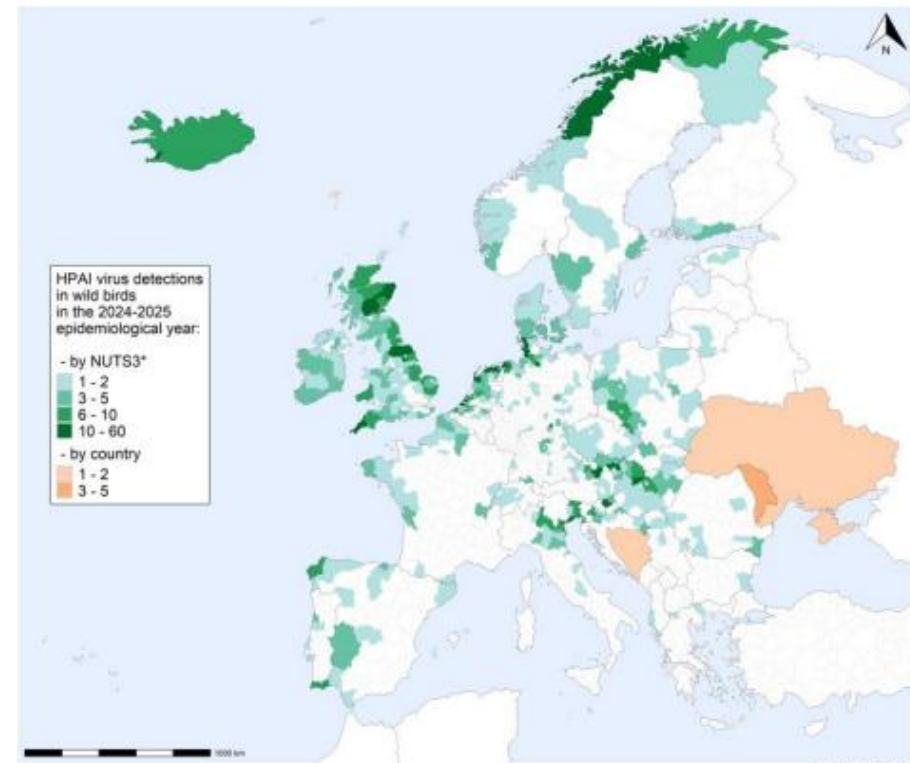 N
HPAI virus detections
in wild birds
in the 2024-2025
epidemiological year:
- by NUTS3*
1 - 2
3 - 5
6 - 10
10 - 60
- by country
1 - 2
3 - 5
1000 km